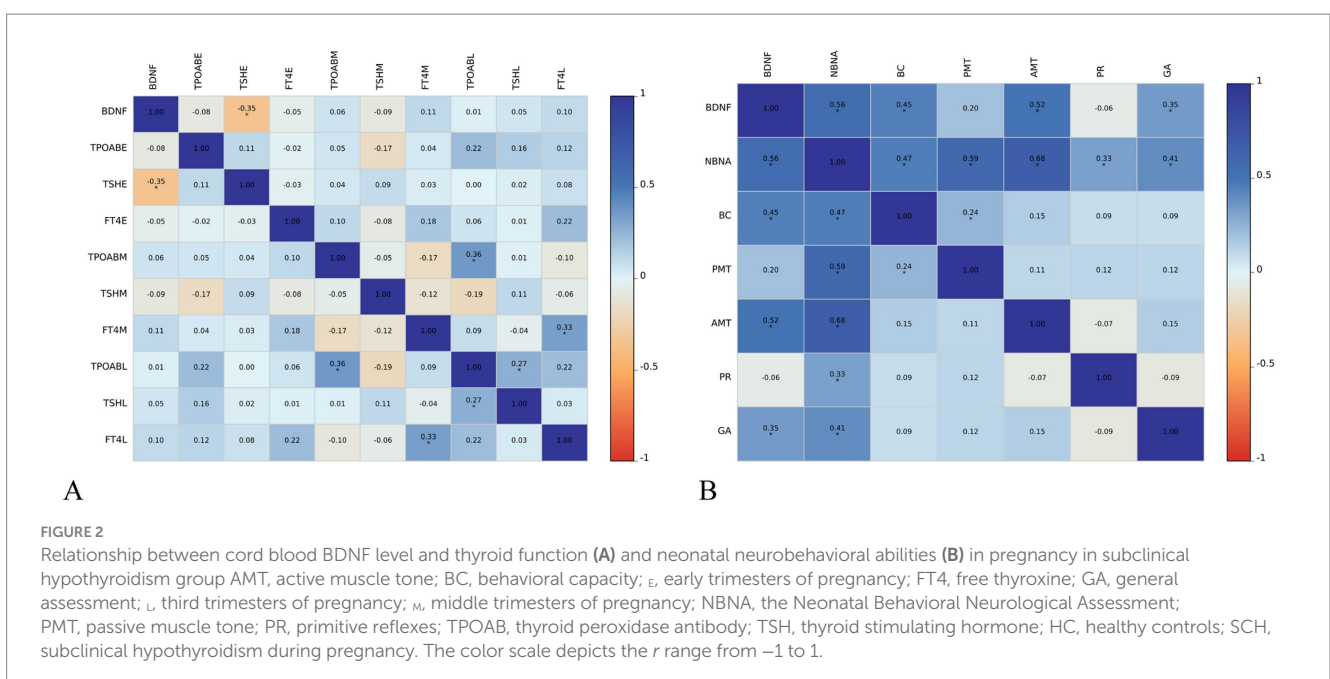 BDNF TPOABE TSHE FT4E TPOABM TSHM FT4M TPOABL TSHL FT4L
BDNF 1.00 -0.08 -0.35 * -0.05 0.06 -0.09 0.11 0.01 0.05 0.10
TPOABE -0.08 1.00 0.11 -0.02 0.05 -0.17 0.04 0.22 0.16 0.12
TSHE -0.35 * 0.11 1.00 -0.03 0.04 0.09 0.03 0.00 0.02 0.08
FT4E -0.05 -0.02 -0.03 1.00 0.10 -0.08 0.18 0.06 0.01 0.22
TPOABM 0.06 0.05 0.04 0.10 1.00 -0.05 -0.17 0.36 * 0.01 -0.10
TSHM -0.09 -0.17 0.09 -0.08 -0.05 1.00 -0.12 -0.19 0.11 -0.06
FT4M 0.11 0.04 0.03 0.18 -0.17 -0.12 1.00 0.09 -0.04 0.33 *
TPOABL 0.01 0.22 0.00 0.06 0.36 * -0.19 0.09 1.00 0.27 * 0.22
TSHL 0.05 0.16 0.02 0.01 0.01 0.11 -0.04 0.27 * 1.00 0.03
FT4L 0.10 0.12 0.08 0.22 -0.10 -0.06 0.33 * 0.22 0.03 1.00
1
0.5
0
-0.5
-1
A
BDNF NBNA BC PMT AMT PR GA
BDNF 1.00 0.56 * 0.45 * 0.20 0.52 * -0.06 0.35 *
NBNA 0.56 * 1.00 0.47 * 0.59 * 0.68 * 0.33 * 0.41 *
BC 0.45 * 0.47 * 1.00 0.24 * 0.15 0.09 0.09
PMT 0.20 0.59 * 0.24 * 1.00 0.11 0.12 0.12
AMT 0.52 * 0.68 * 0.15 0.11 1.00 -0.07 0.15
PR -0.06 0.33 * 0.09 0.12 -0.07 1.00 -0.09
GA 0.35 * 0.41 * 0.09 0.12 0.15 -0.09 1.00
1
0.5
0
-0.5
-1
B
FIGURE 2
Relationship between cord blood BDNF level and thyroid function (A) and neonatal neurobehavioral abilities (B) in pregnancy in subclinical
hypothyroidism group AMT, active muscle tone; BC, behavioral capacity; E, early trimesters of pregnancy; FT4, free thyroxine; GA, general
assessment; L, third trimesters of pregnancy; M, middle trimesters of pregnancy; NBNA, the Neonatal Behavioral Neurological Assessment;
PMT, passive muscle tone; PR, primitive reflexes; TPOAB, thyroid peroxidase antibody; TSH, thyroid stimulating hormone; HC, healthy controls; SCH,
subclinical hypothyroidism during pregnancy. The color scale depicts the r range from −1 to 1.